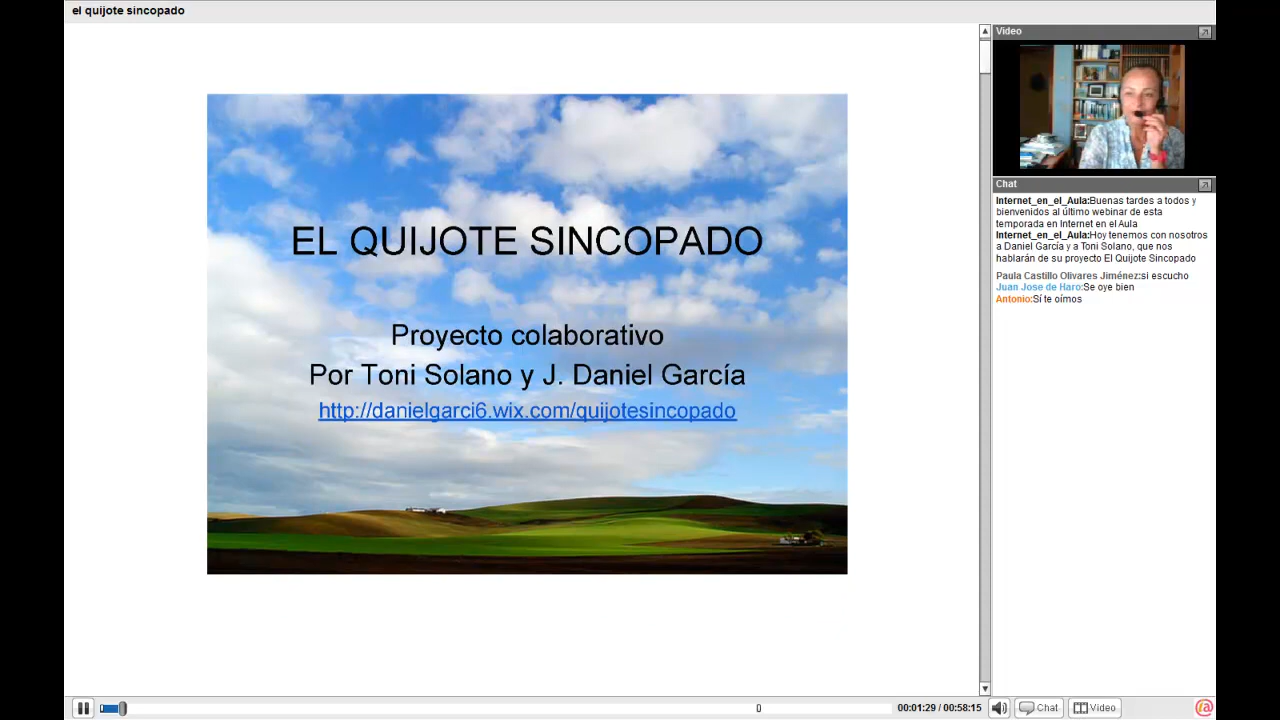 el quijote sincopado
EL QUIJOTE SINCOPADO
Proyecto colaborativo
Por Toni Solano y J. Daniel García
http://danielgarci6.wix.com/quijotesincopado
Video
Chat
Internet_en_el_Aula:Buenas tardes a todos y
bienvenidos al último webinar de esta
temporada en Internet en el Aula
Internet_en_el_Aula:Hoy tenemos con nosotros
a Daniel García y a Toni Solano, que nos
hablarán de su proyecto El Quijote Sincopado
Paula Castillo Olivares Jiménez:si escucho
Juan Jose de Haro:Se oye bien
Antonio:Sí te oímos
0
00:01:29 / 00:58:15
Chat
Video